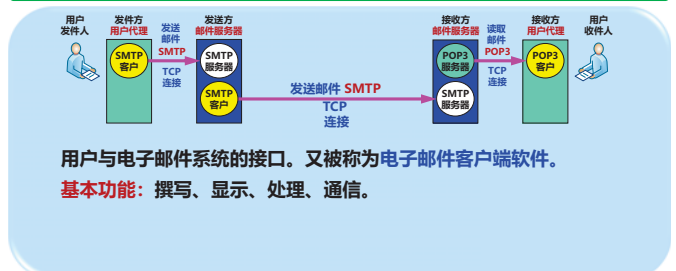 用户
发件人
发件方
用户代理
发送
邮件
SMTP
TCP
连接
发送方
邮件服务器
接收方
邮件服务器
读取
邮件
POP3
TCP
连接
接收方
用户代理
用户
收件人
SMTP
客户
SMTP
服务器
SMTP
客户
发送邮件 SMTP
TCP
连接
POP3
服务器
SMTP
服务器
POP3
客户
用户与电子邮件系统的接口。又被称为电子邮件客户端软件。
基本功能：撰写、显示、处理、通信。